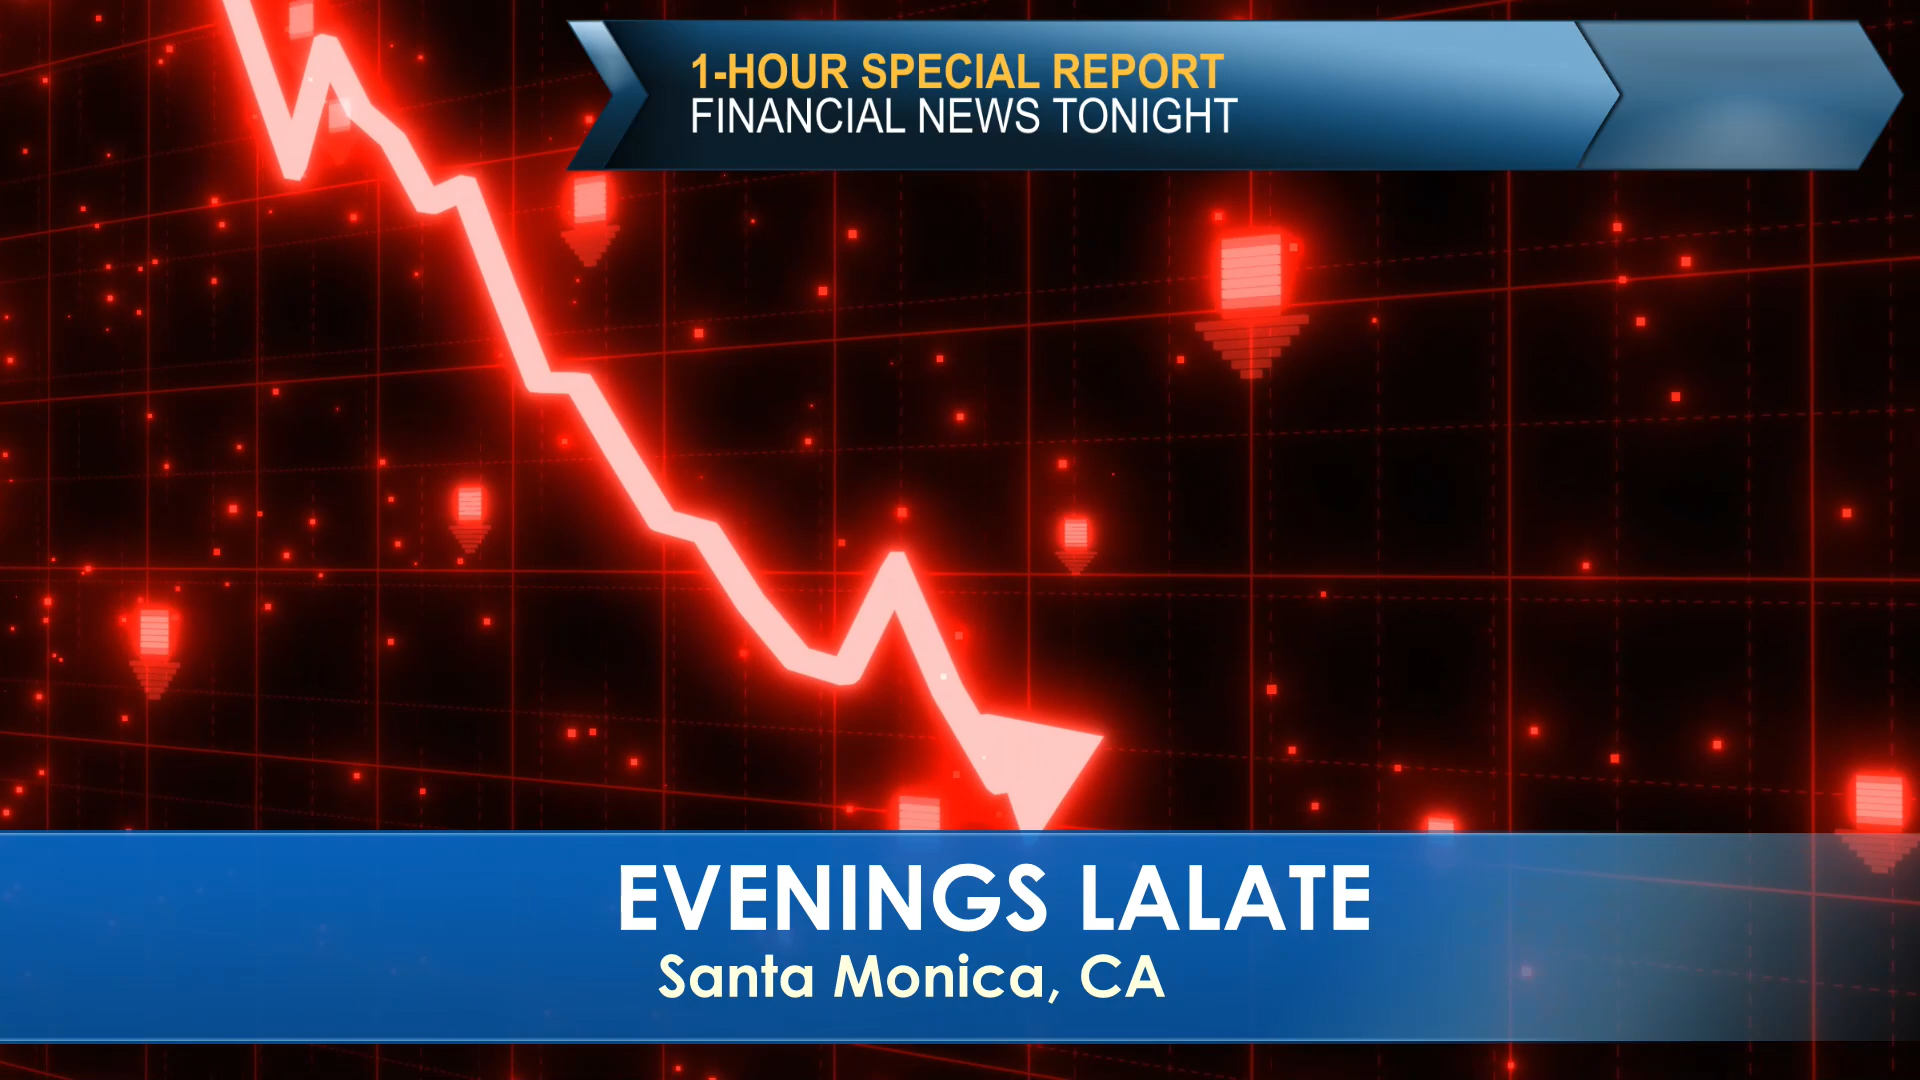 1-HOUR SPECIAL REPORT
FINANCIAL NEWS TONIGHT
EVENINGS LALATE
Santa Monica, CA